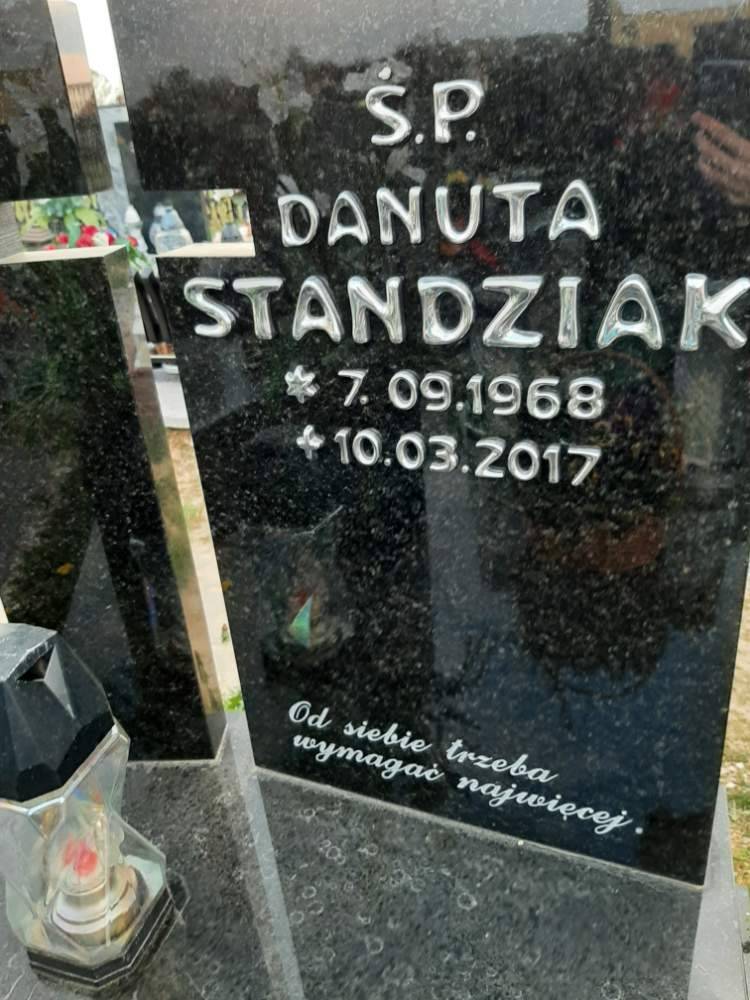 Ś.P.
DANUTA
STANDZIAK
* 7. 09.1968
+ 10.03.2017
Od siebie trzeba
wymagać najwięcej.